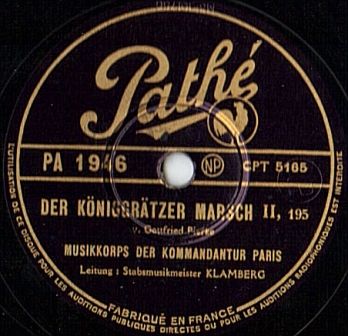 Pathé
PA 1946
NP
CPT 5165
DER KÖNIGGRÄTZER MARSCH II, 195
v. Gottfried Piefke
MUSIKKORPS DER KOMMANDANTUR PARIS
Leitung : Stabsmusikmeister KLAMBERG
FABRIQUÉ EN FRANCE
L'UTILISATION DE CE DISQUE POUR LES AUDITIONS PUBLIQUES DIRECTES OU POUR LES AUDITIONS RADIOPHONIQUES EST INTERDITE